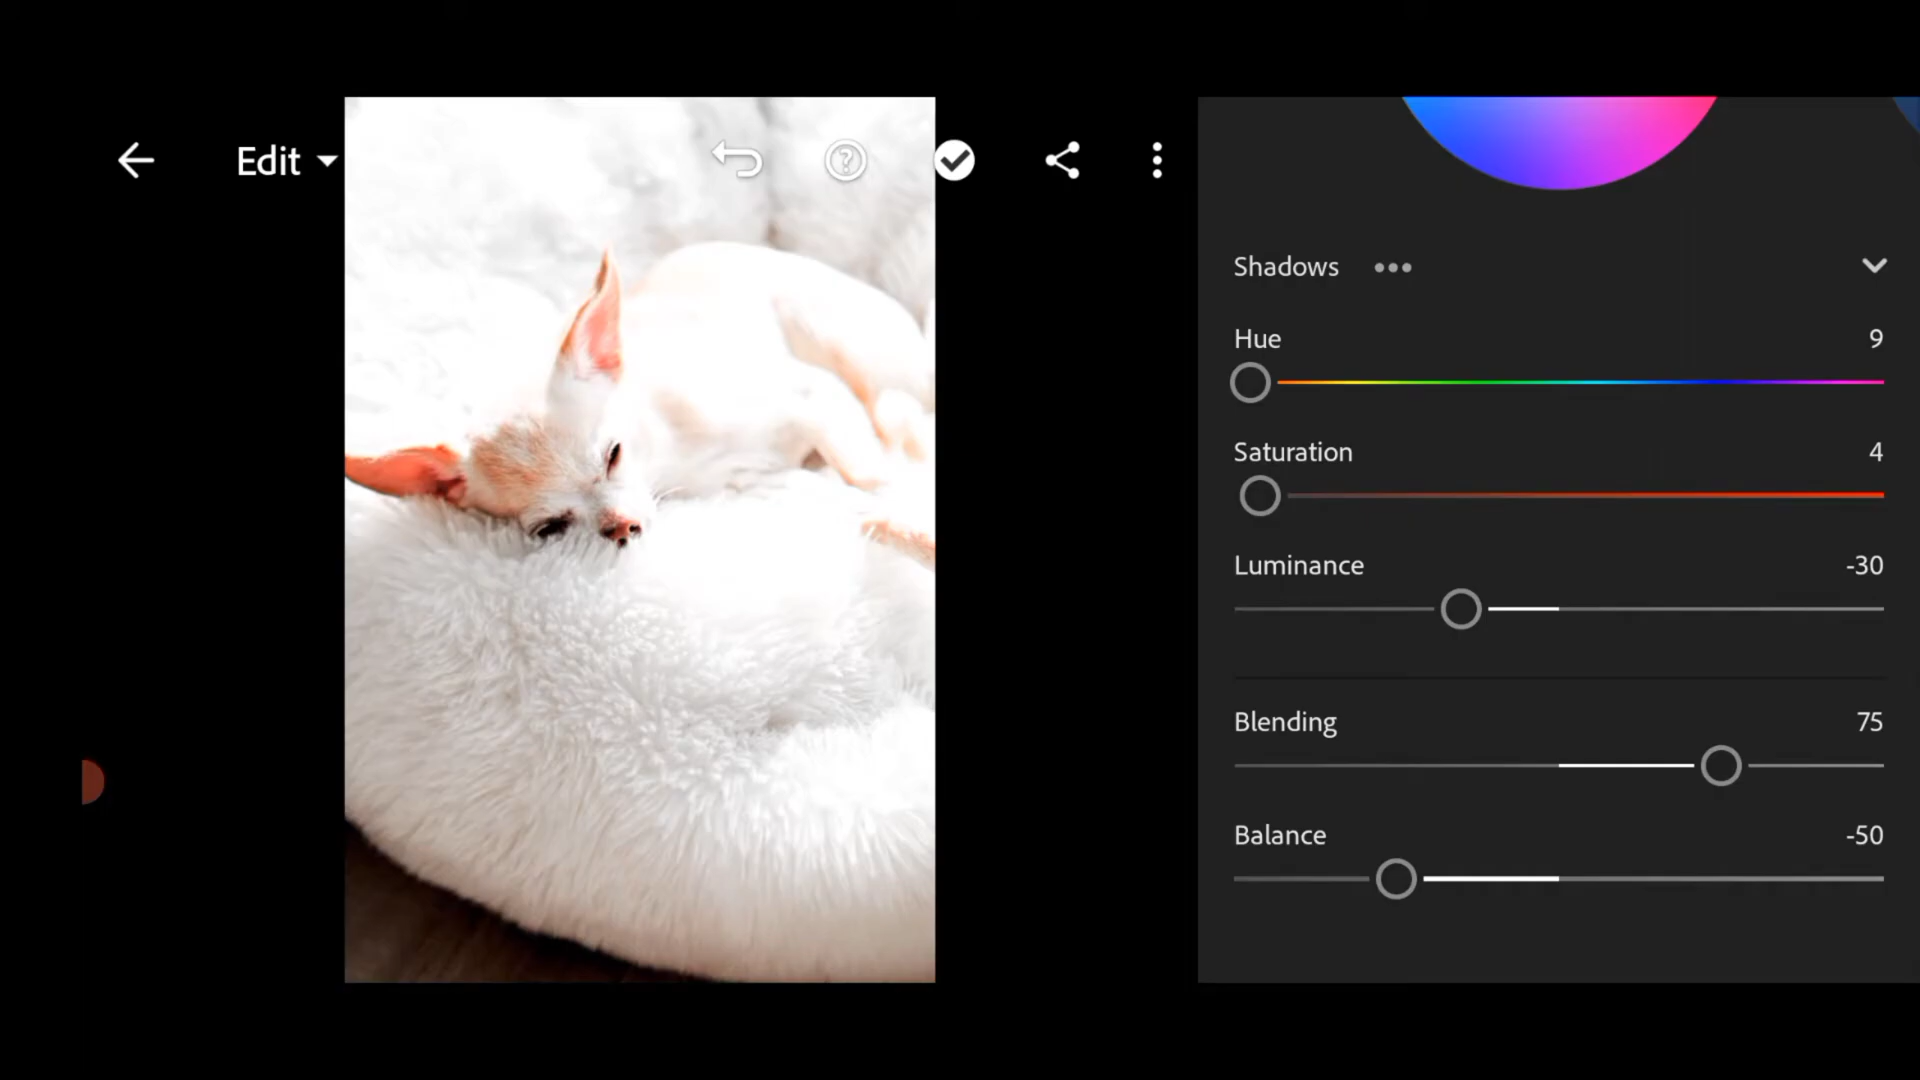 Edit
Shadows
Hue 9
Saturation 4
Luminance -30
Blending 75
Balance -50